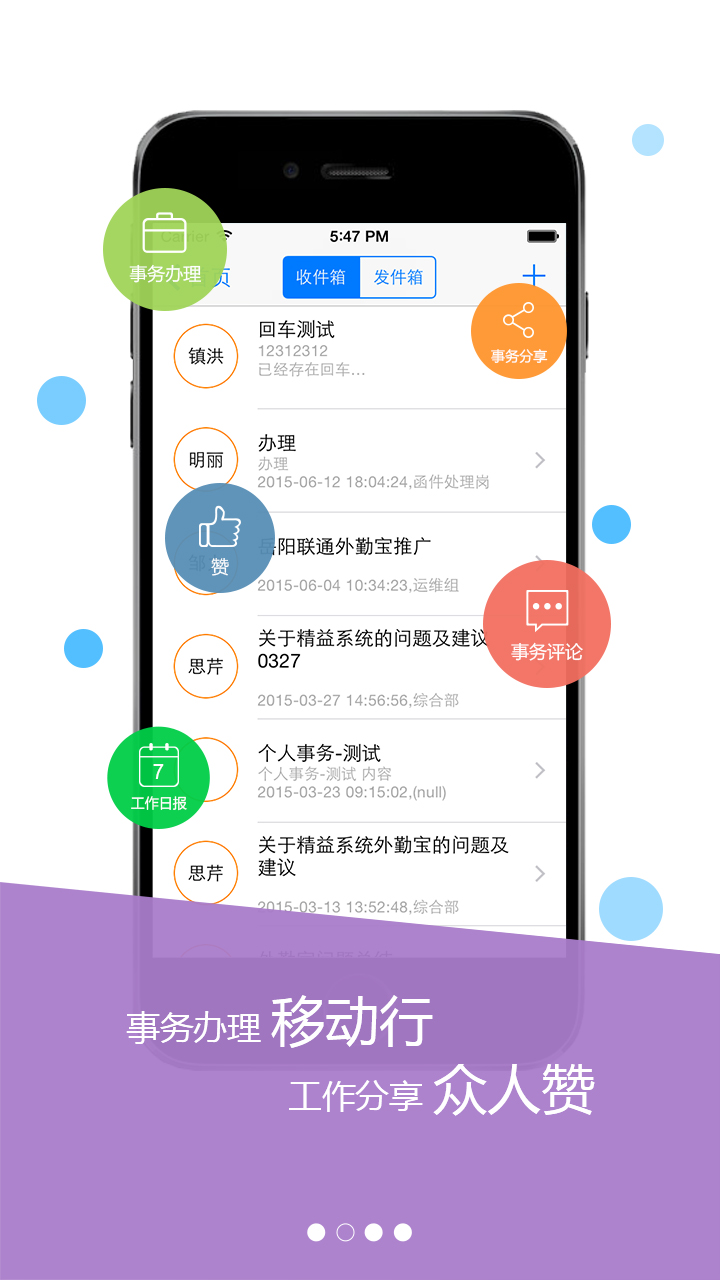 Carrier
5:47 PM
事务办理
页
收件箱
发件箱
事务分享
镇洪
回车测试
12312312
已经存在回车...
明丽
办理
办理
2015-06-12 18:04:24,函件处理岗
赞
岳阳联通外勤宝推广
2015-06-04 10:34:23,运维组
事务评论
思芹
关于精益系统的问题及建议
0327
2015-03-27 14:56:56,综合部
7
工作日报
个人事务-测试
个人事务-测试 内容
2015-03-23 09:15:02,(null)
思芹
关于精益系统外勤宝的问题及
建议
2015-03-13 13:52:48,综合部
事务办理 移动行
工作分享 众人赞